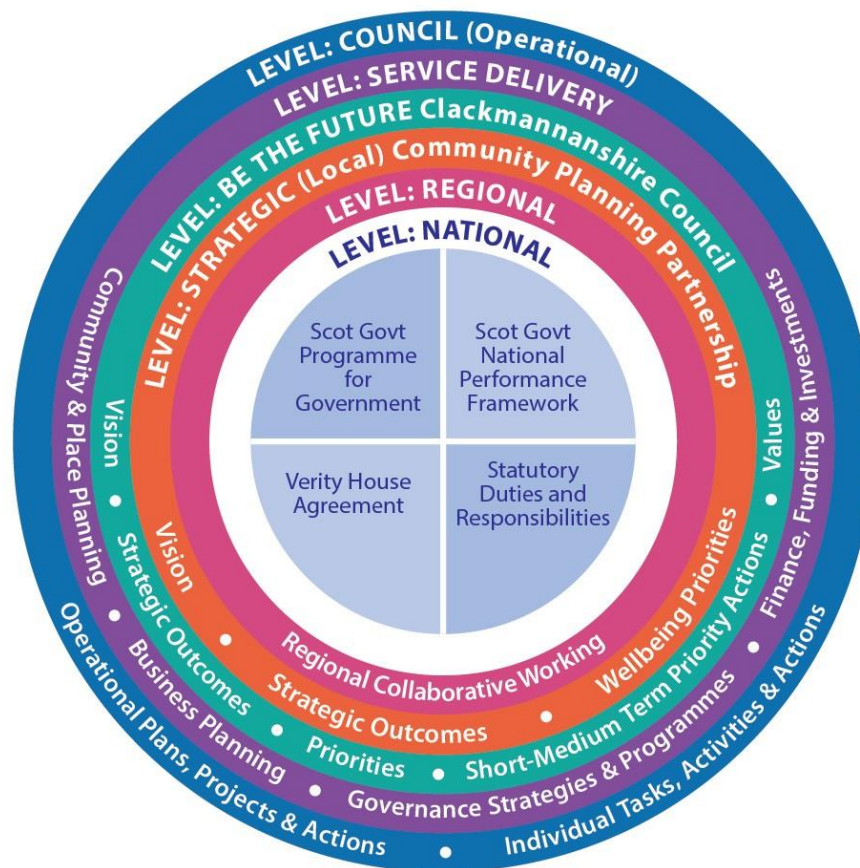 LEVEL: COUNCIL (Operational)
LEVEL: SERVICE DELIVERY
LEVEL: BE THE FUTURE Clackmannanshire Council
LEVEL: STRATEGIC (Local) Community Planning Partnership
LEVEL: REGIONAL
LEVEL: NATIONAL
Scot Govt
Programme
for
Government
Scot Govt
National
Performance
Framework
Verity House
Agreement
Statutory
Duties and
Responsibilities
Regional Collaborative Working
Vision • Strategic Outcomes • Wellbeing Priorities
Vision • Strategic Outcomes • Priorities • Short-Medium Term Priority Actions • Values
Community & Place Planning • Business Planning • Governance Strategies & Programmes • Finance, Funding & Investments
Operational Plans, Projects & Actions • Individual Tasks, Activities & Actions